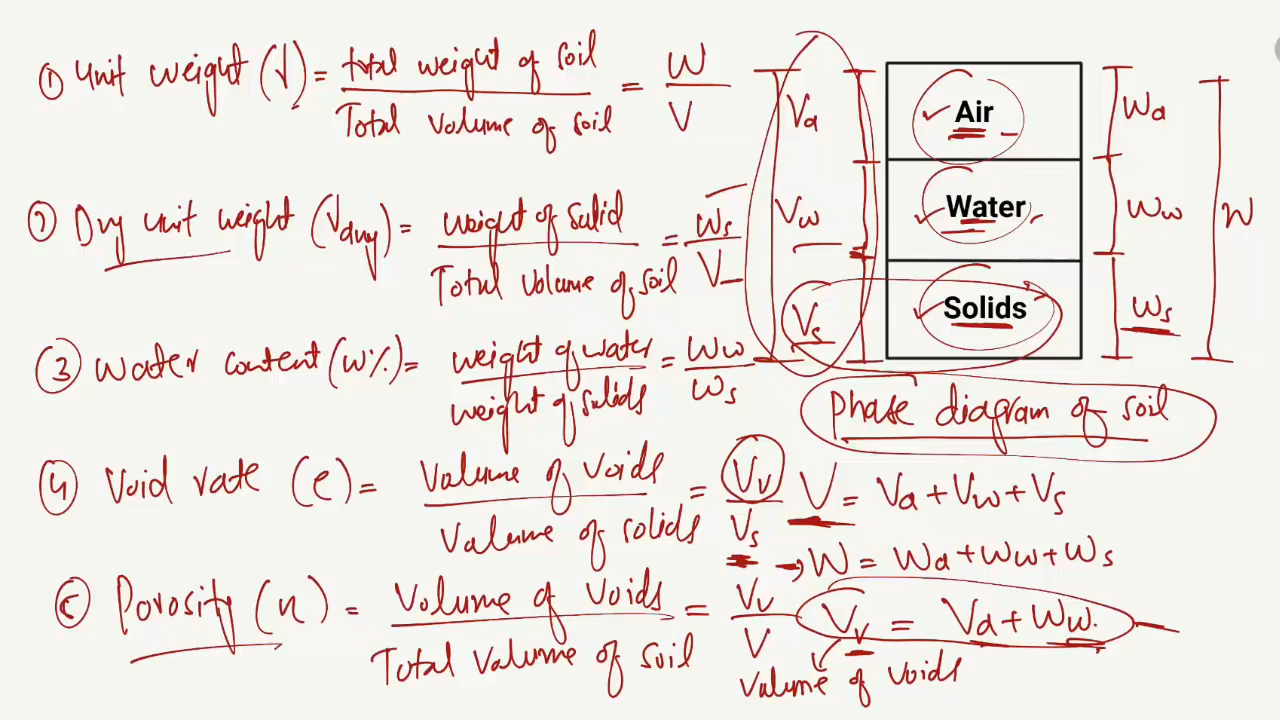 ① Unit weight (γ) = total weight of soil / Total volume of soil = W / V
② Dry unit weight (γdry) = weight of solid / Total volume of soil = Ws / V
③ Water content (w%) = weight of water / weight of solids = Ww / Ws
④ Void rate (e) = Volume of voids / Volume of solids = Vv / Vs
⑤ Porosity (n) = Volume of voids / Total volume of soil = Vv / V
Va Air Wa
Vw Water Ww W
Vs Solids Ws
Phase diagram of soil
V = Va + Vw + Vs
→ W = Wa + Ww + Ws
Vv = Va + Ww.
Volume of voids